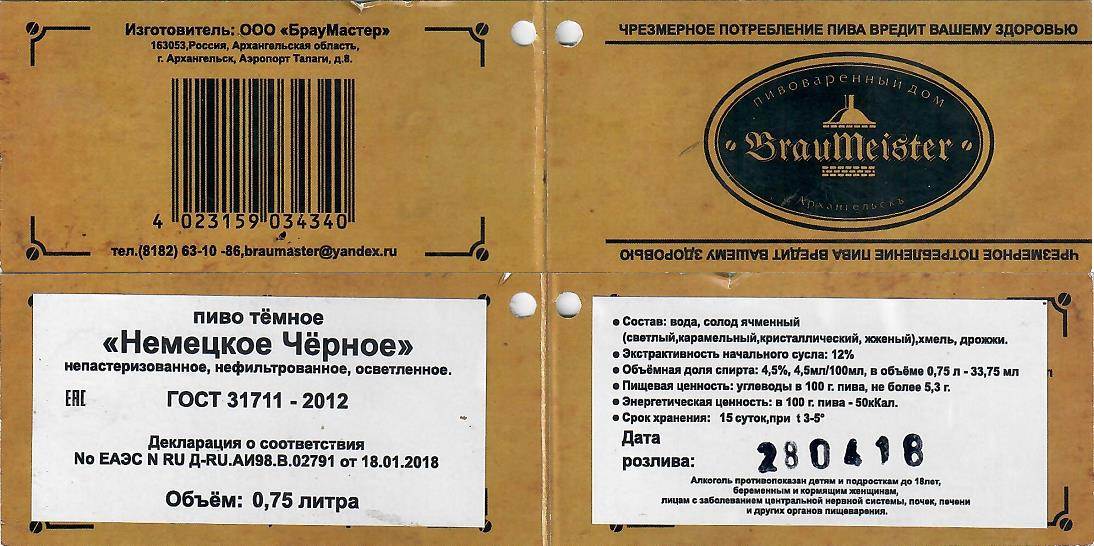 Изготовитель: ООО «БрауМастер»
163053,Россия, Архангельская область,
г. Архангельск, Аэропорт Талаги, д.8.
4 023159 034340
тел.(8182) 63-10 -86,braumaster@yandex.ru
ЧРЕЗМЕРНОЕ ПОТРЕБЛЕНИЕ ПИВА ВРЕДИТ ВАШЕМУ ЗДОРОВЬЮ
ПИВОВАРЕННЫЙ ДОМ
BrauMeister
Архангельскъ
ЧРЕЗМЕРНОЕ ПОТРЕБЛЕНИЕ ПИВА ВРЕДИТ ВАШЕМУ ЗДОРОВЬЮ
пиво тёмное
«Немецкое Чёрное»
непастеризованное, нефильтрованное, осветленное.
EAC
ГОСТ 31711 - 2012
Декларация о соответствия
No ЕАЭС N RU Д-RU.АИ98.В.02791 от 18.01.2018
Объём: 0,75 литра
• Состав: вода, солод ячменный
(светлый,карамельный,кристаллический, жженый),хмель, дрожжи.
• Экстрактивность начального сусла: 12%
• Объёмная доля спирта: 4,5%, 4,5мл/100мл, в объёме 0,75 л - 33,75 мл
• Пищевая ценность: углеводы в 100 г. пива, не более 5,3 г.
• Энергетическая ценность: в 100 г. пива - 50кКал.
• Срок хранения: 15 суток,при t 3-5°
Дата
розлива: 280418
Алкоголь противопоказан детям и подросткам до 18лет,
беременным и кормящим женщинам,
лицам с заболеванием центральной нервной системы, почек, печени
и других органов пищеварения.